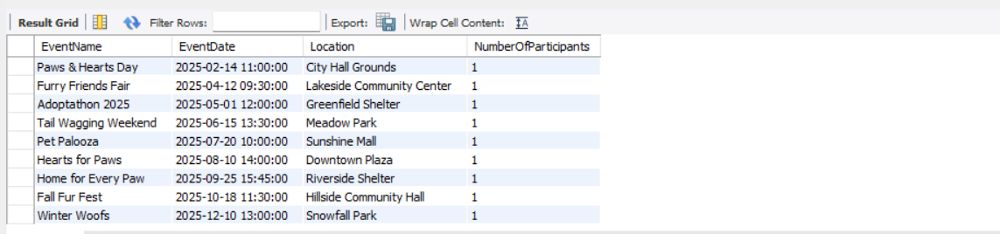 Result Grid Filter Rows: Export: Wrap Cell Content:
EventName EventDate Location NumberOfParticipants
Paws & Hearts Day 2025-02-14 11:00:00 City Hall Grounds 1
Furry Friends Fair 2025-04-12 09:30:00 Lakeside Community Center 1
Adoptathon 2025 2025-05-01 12:00:00 Greenfield Shelter 1
Tail Wagging Weekend 2025-06-15 13:30:00 Meadow Park 1
Pet Palooza 2025-07-20 10:00:00 Sunshine Mall 1
Hearts for Paws 2025-08-10 14:00:00 Downtown Plaza 1
Home for Every Paw 2025-09-25 15:45:00 Riverside Shelter 1
Fall Fur Fest 2025-10-18 11:30:00 Hillside Community Hall 1
Winter Woofs 2025-12-10 13:00:00 Snowfall Park 1